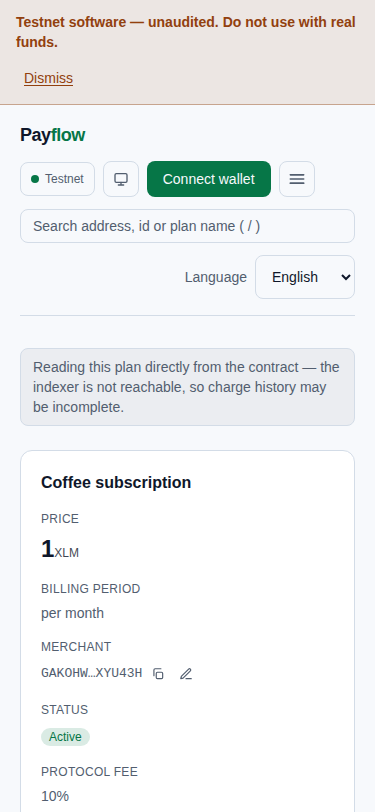 Testnet software — unaudited. Do not use with real
funds.
Dismiss
Payflow
Testnet
Connect wallet
Search address, id or plan name ( / )
Language
English
Reading this plan directly from the contract — the
indexer is not reachable, so charge history may
be incomplete.
Coffee subscription
PRICE
1XLM
BILLING PERIOD
per month
MERCHANT
GAKOHW…XYU43H
STATUS
Active
PROTOCOL FEE
10%